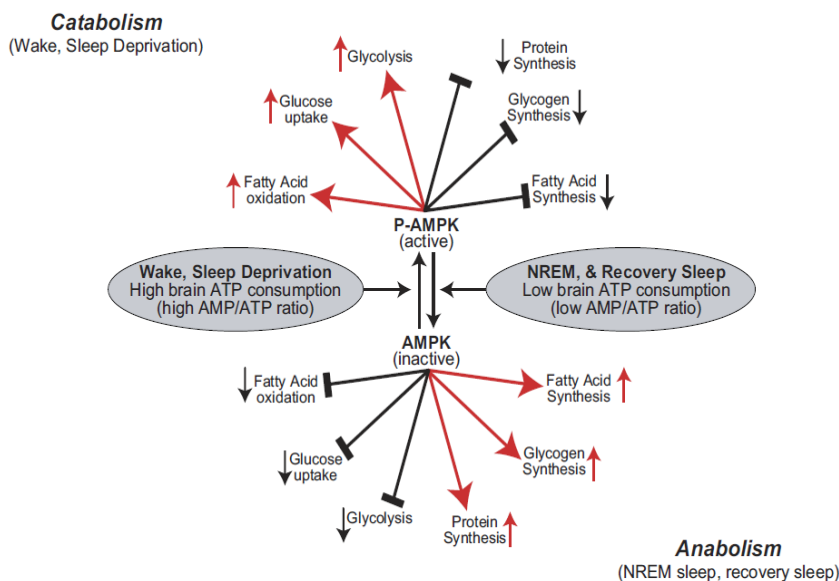 Catabolism
(Wake, Sleep Deprivation)
Glycolysis
Protein
Synthesis
Glucose
uptake
Glycogen
Synthesis
Fatty Acid
oxidation
Fatty Acid
Synthesis
P-AMPK
(active)
Wake, Sleep Deprivation
High brain ATP consumption
(high AMP/ATP ratio)
NREM, & Recovery Sleep
Low brain ATP consumption
(low AMP/ATP ratio)
AMPK
(inactive)
Fatty Acid
oxidation
Fatty Acid
Synthesis
Glucose
uptake
Glycogen
Synthesis
Glycolysis
Protein
Synthesis
Anabolism
(NREM sleep, recovery sleep)